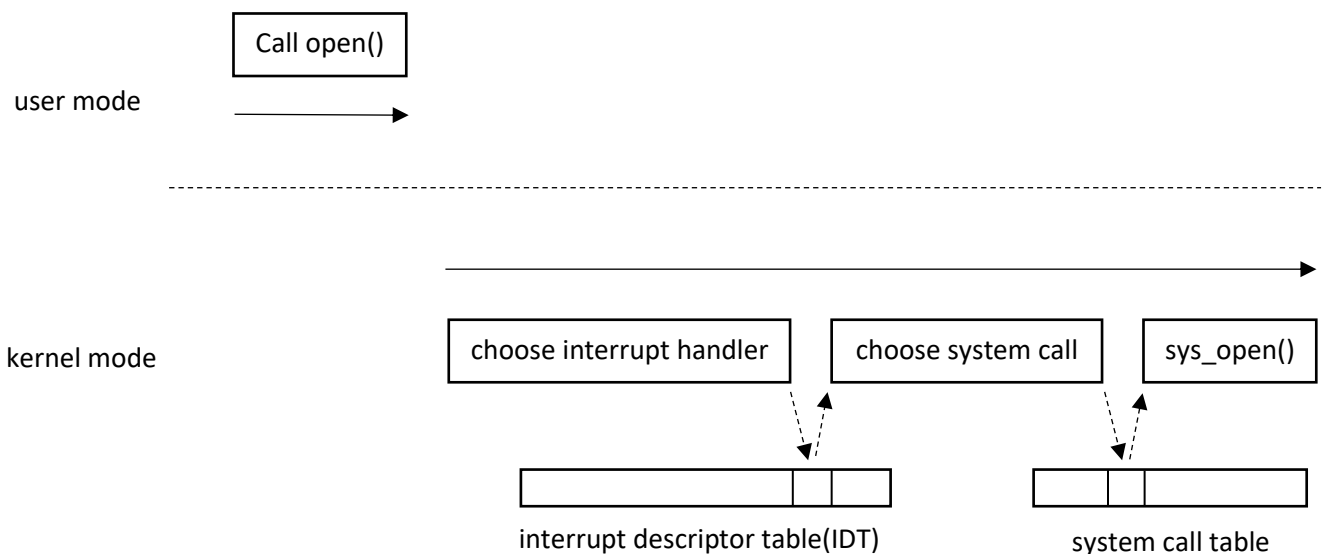 Call open()
user mode
choose interrupt handler
choose system call
sys_open()
kernel mode
interrupt descriptor table(IDT)
system call table